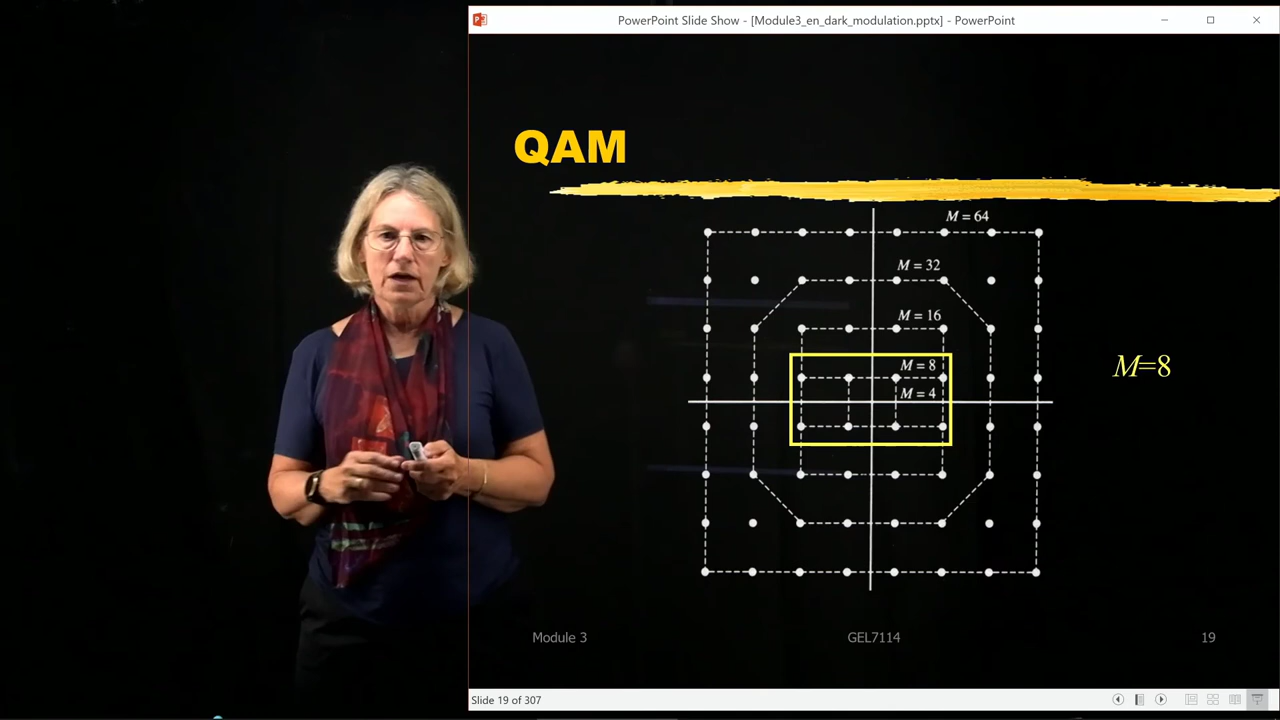 PowerPoint Slide Show - [Module3_en_dark_modulation.pptx] - PowerPoint
QAM
M = 64
M = 32
M = 16
M = 8
M = 4
M=8
Module 3
GEL7114
19
Slide 19 of 307